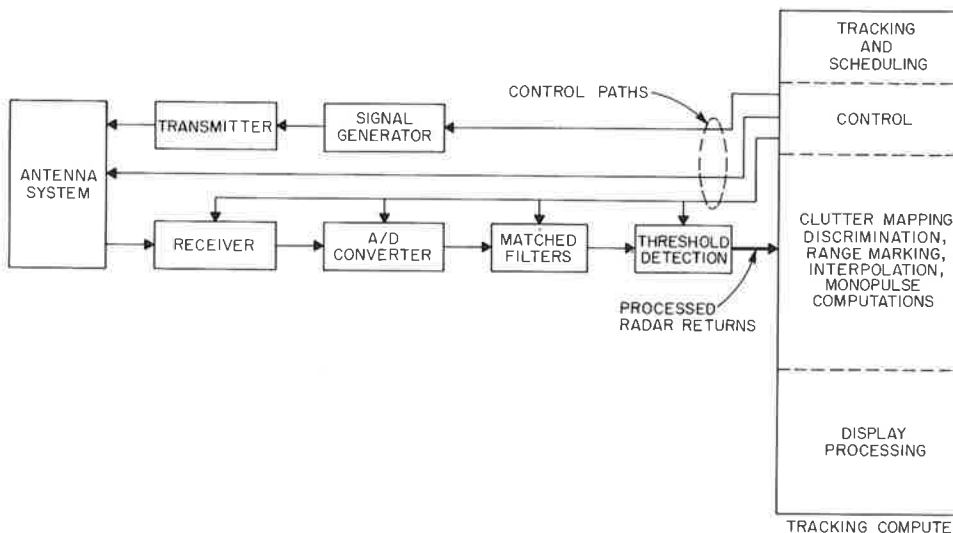 TRACKING
AND
SCHEDULING
CONTROL PATHS
CONTROL
TRANSMITTER
SIGNAL
GENERATOR
ANTENNA
SYSTEM
RECEIVER
A/D
CONVERTER
MATCHED
FILTERS
THRESHOLD
DETECTION
CLUTTER MAPPING
DISCRIMINATION,
RANGE MARKING,
INTERPOLATION,
MONOPULSE
COMPUTATIONS
PROCESSED
RADAR RETURNS
DISPLAY
PROCESSING
TRACKING COMPUTE